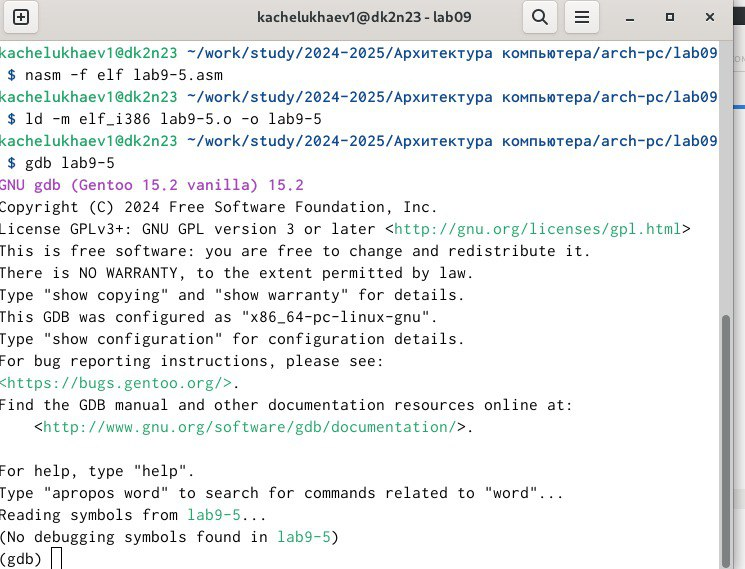 kachelukhaev1@dk2n23 - lab09
kachelukhaev1@dk2n23 ~/work/study/2024-2025/Архитектура компьютера/arch-pc/lab09
$ nasm -f elf lab9-5.asm
kachelukhaev1@dk2n23 ~/work/study/2024-2025/Архитектура компьютера/arch-pc/lab09
$ ld -m elf_i386 lab9-5.o -o lab9-5
kachelukhaev1@dk2n23 ~/work/study/2024-2025/Архитектура компьютера/arch-pc/lab09
$ gdb lab9-5
GNU gdb (Gentoo 15.2 vanilla) 15.2
Copyright (C) 2024 Free Software Foundation, Inc.
License GPLv3+: GNU GPL version 3 or later <http://gnu.org/licenses/gpl.html>
This is free software: you are free to change and redistribute it.
There is NO WARRANTY, to the extent permitted by law.
Type "show copying" and "show warranty" for details.
This GDB was configured as "x86_64-pc-linux-gnu".
Type "show configuration" for configuration details.
For bug reporting instructions, please see:
<https://bugs.gentoo.org/>.
Find the GDB manual and other documentation resources online at:
    <http://www.gnu.org/software/gdb/documentation/>.

For help, type "help".
Type "apropos word" to search for commands related to "word"...
Reading symbols from lab9-5...
(No debugging symbols found in lab9-5)
(gdb)